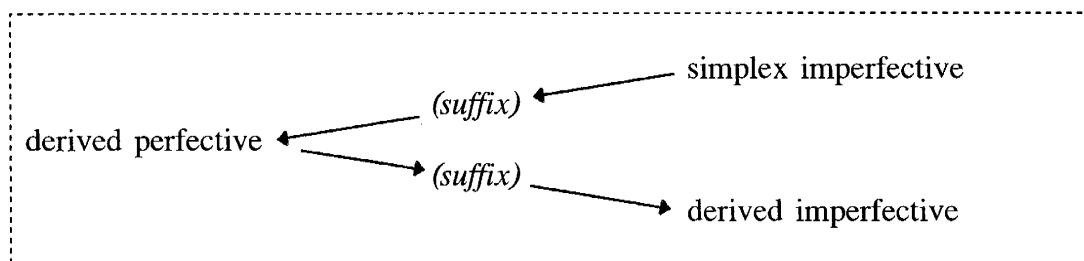 simplex imperfective
(suffix)
derived perfective
(suffix)
derived imperfective